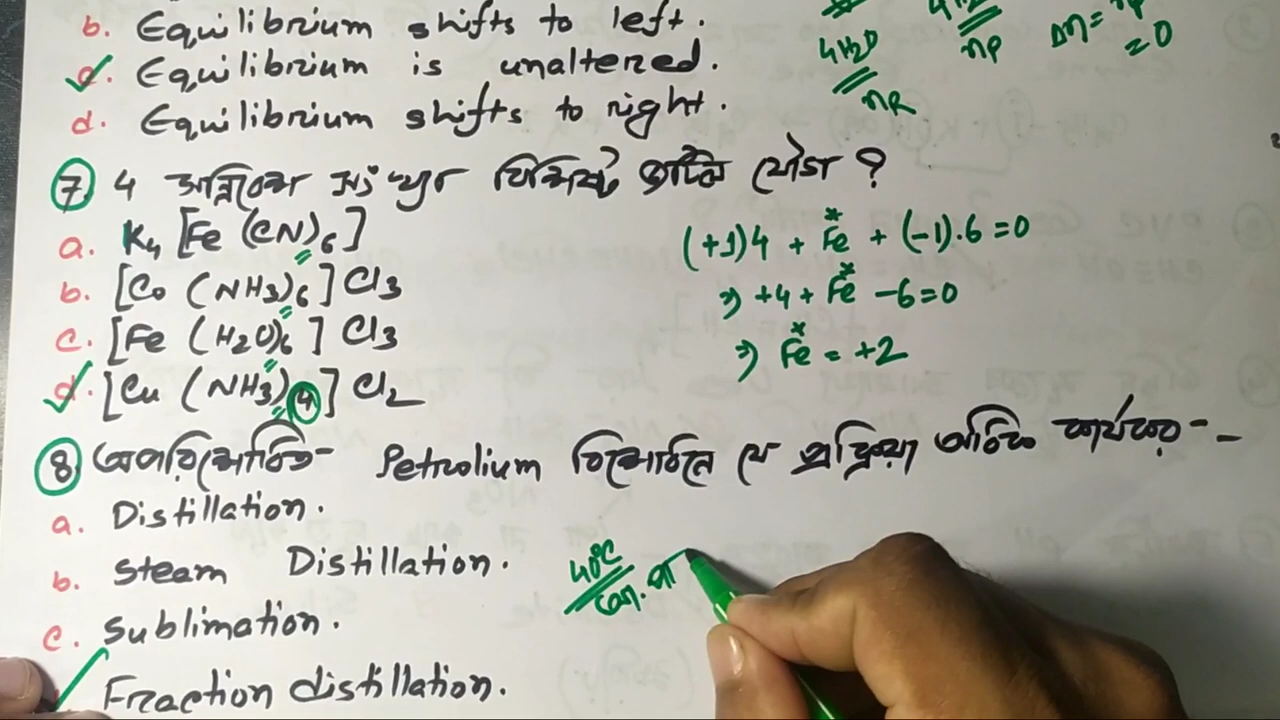 b. Equilibrium shifts to left.
c. Equilibrium is unaltered.
d. Equilibrium shifts to right.
4H2O
nR
nP
Δn = nP
= 0
7. 4 সন্নিবেশ সংখ্যা বিশিষ্ট জটিল যৌগ ?
a. K4 [Fe (CN)6]
b. [Co (NH3)6] Cl3
c. [Fe (H2O)6] Cl3
d. [Cu (NH3)4] Cl2
(+1)4 + Fe* + (-1).6 = 0
⇒ +4 + Fe* - 6 = 0
⇒ Fe* = +2
8. অপরিশোধিত Petrolium বিশোধনে যে প্রক্রিয়া অধিক কার্যকর--
a. Distillation.
b. Steam Distillation.
c. Sublimation.
Fraction distillation.
40°C